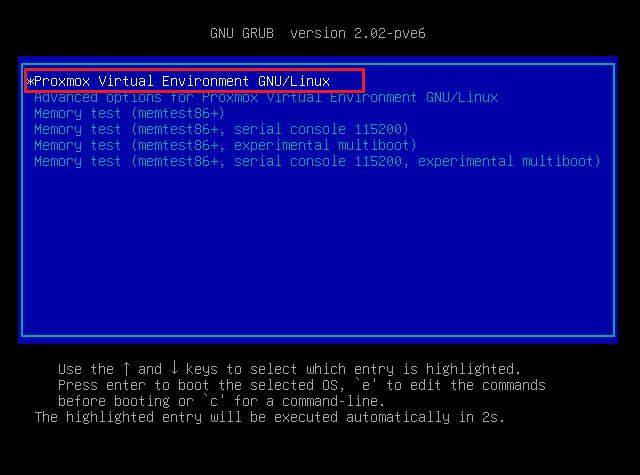 GNU GRUB  version 2.02-pve6
*Proxmox Virtual Environment GNU/Linux
Advanced options for Proxmox Virtual Environment GNU/Linux
Memory test (memtest86+)
Memory test (memtest86+, serial console 115200)
Memory test (memtest86+, experimental multiboot)
Memory test (memtest86+, serial console 115200, experimental multiboot)
Use the ↑ and ↓ keys to select which entry is highlighted.
Press enter to boot the selected OS, `e' to edit the commands
before booting or `c' for a command-line.
The highlighted entry will be executed automatically in 2s.